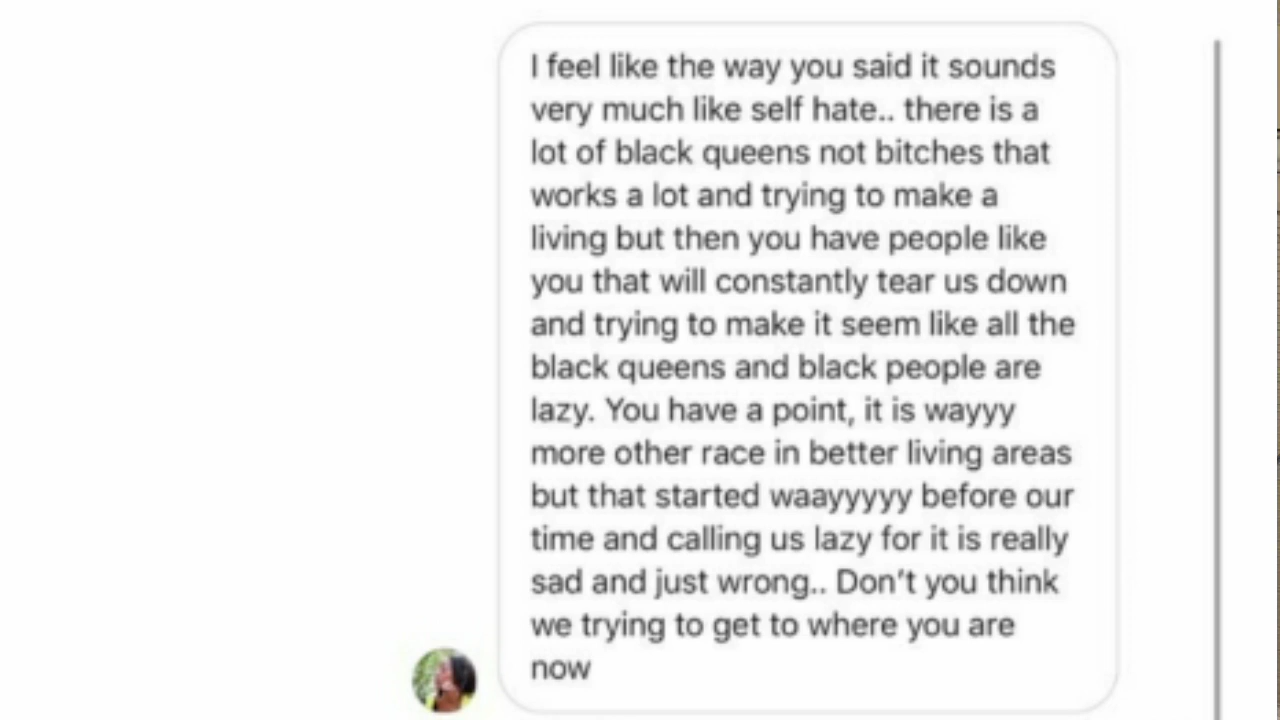 I feel like the way you said it sounds
very much like self hate.. there is a
lot of black queens not bitches that
works a lot and trying to make a
living but then you have people like
you that will constantly tear us down
and trying to make it seem like all the
black queens and black people are
lazy. You have a point, it is wayyy
more other race in better living areas
but that started waayyyyy before our
time and calling us lazy for it is really
sad and just wrong.. Don’t you think
we trying to get to where you are
now